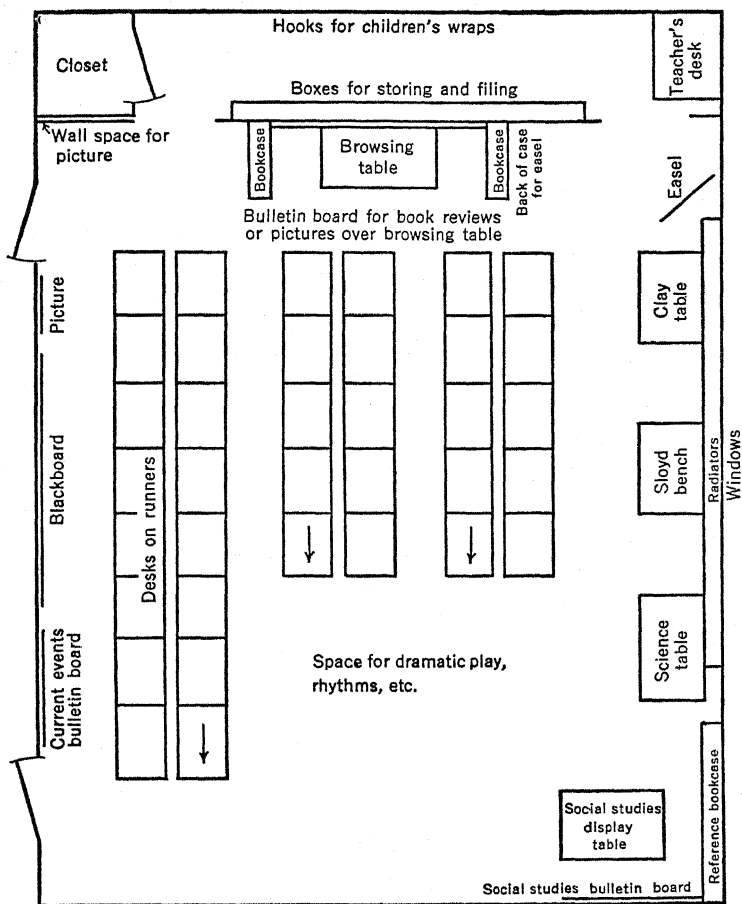 Hooks for children's wraps
Teacher's
desk
Closet
Boxes for storing and filing
Wall space for
picture
Bookcase
Browsing
table
Bookcase
Back of case
for easel
Easel
Bulletin board for book reviews
or pictures over browsing table
Picture
Clay
table
Blackboard
Desks on runners
Sloyd
bench
Radiators
Windows
Current events
bulletin board
Space for dramatic play,
rhythms, etc.
Science
table
Social studies
display
table
Reference bookcase
Social studies bulletin board